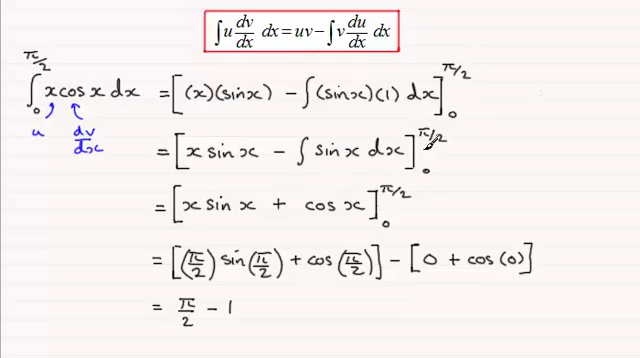 ∫ u dv/dx dx = uv − ∫ v du/dx dx
∫₀^(π/2) x cos x dx = [(x)(sin x) − ∫(sin x)(1) dx]₀^(π/2)
u dv/dx
= [x sin x − ∫ sin x dx]₀^(π/2)
= [x sin x + cos x]₀^(π/2)
= [(π/2) sin(π/2) + cos(π/2)] − [0 + cos(0)]
= π/2 − 1